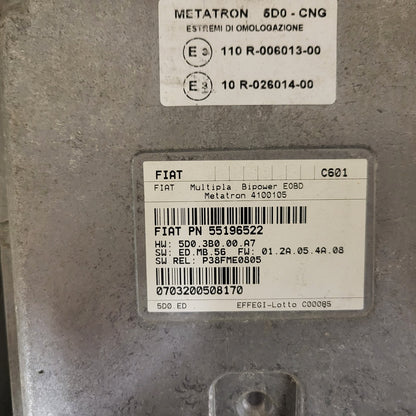 METATRON 5D0 - CNG
ESTREMI DI OMOLOGAZIONE
E3 110 R-006013-00
E3 10 R-026014-00
FIAT C601
FIAT Multipla Bipower EOBD
Metatron 4100105
FIAT PN 55196522
HW: 5D0.3B0.00.A7
SW: ED.MB.56 FW: 01.2A.05.4A.08
SW REL: P38FME0805
0703200508170
5D0.ED EFFEGI-Lotto C00085